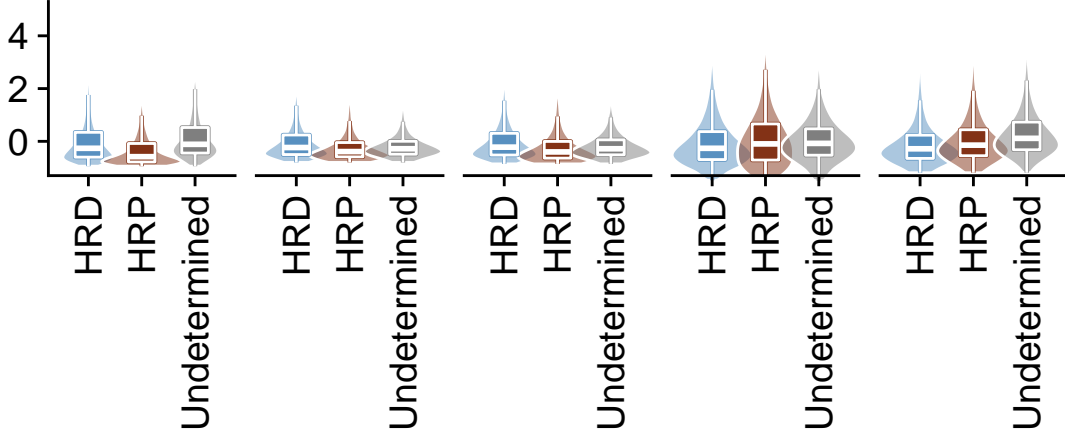 4
2
0
HRD
HRP
Undetermined
HRD
HRP
Undetermined
HRD
HRP
Undetermined
HRD
HRP
Undetermined
HRD
HRP
Undetermined